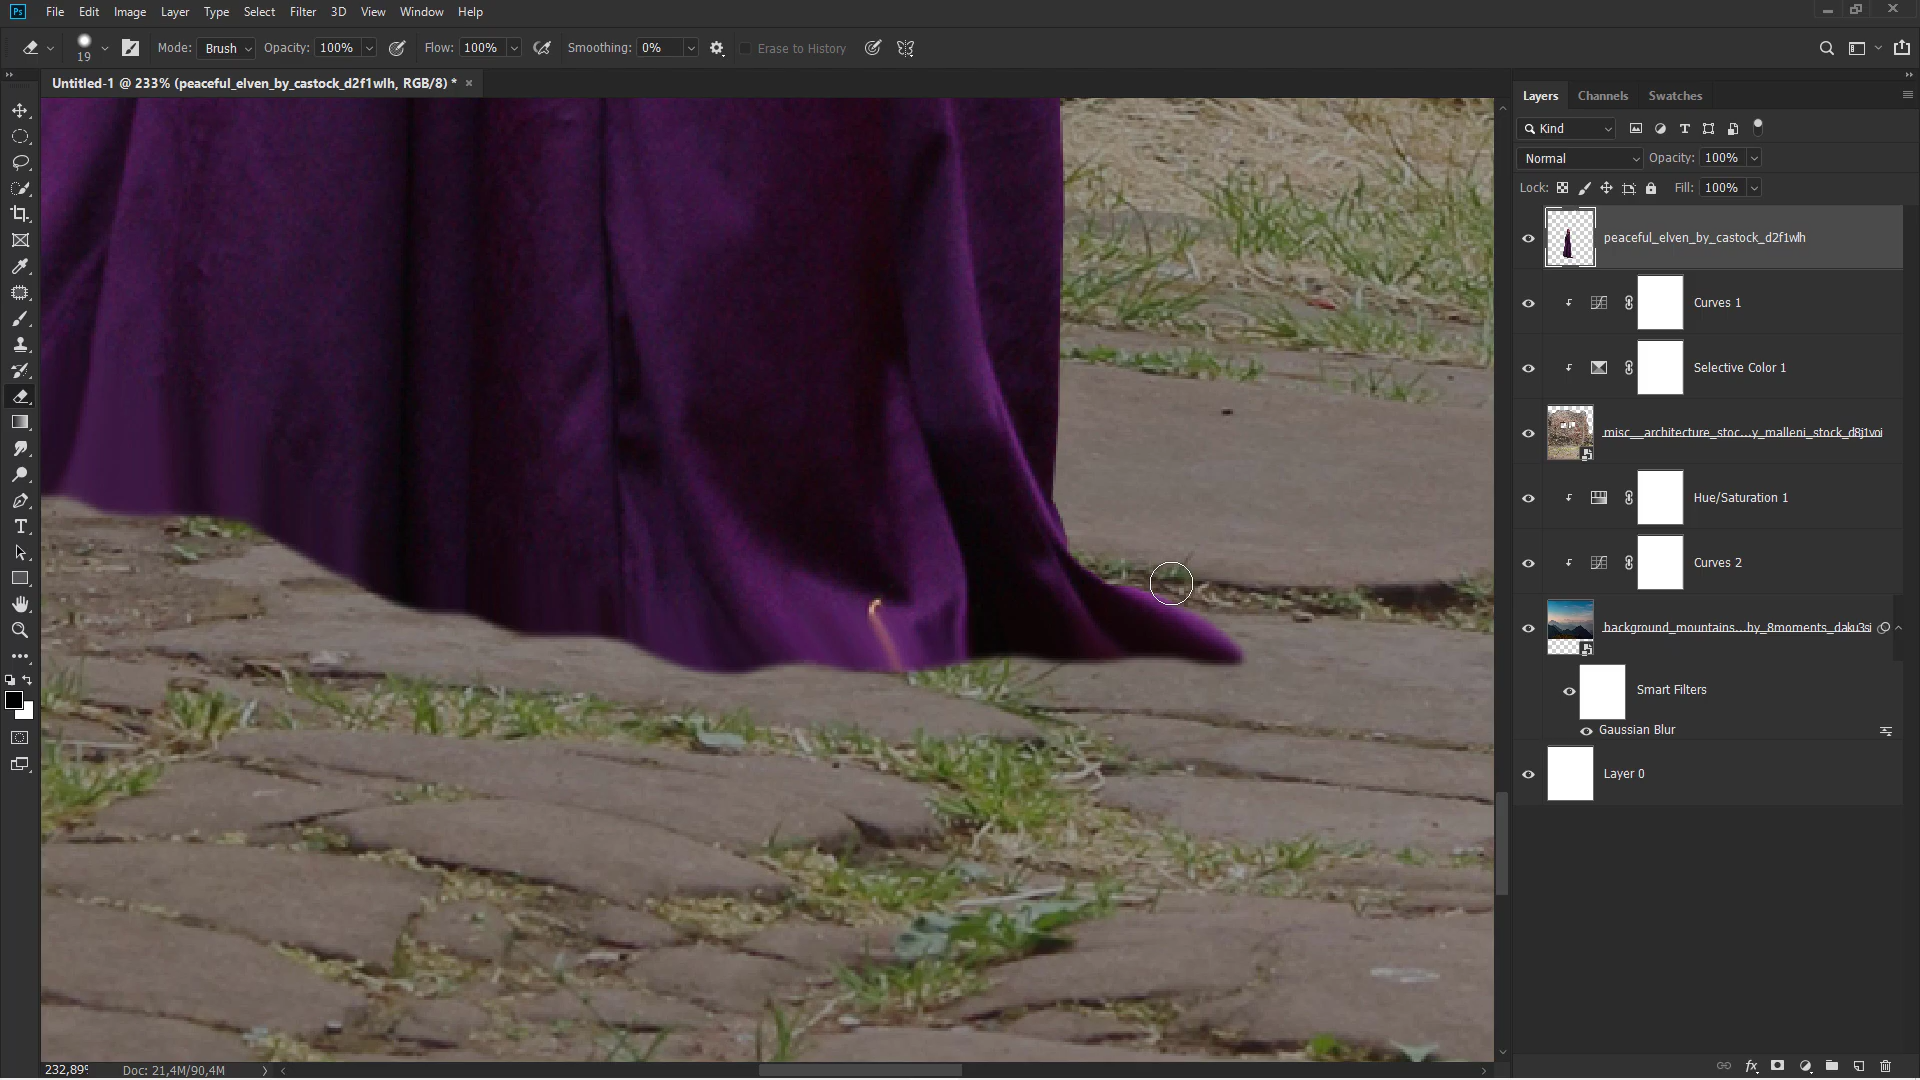 Ps File Edit Image Layer Type Select Filter 3D View Window Help
19 Mode: Brush Opacity: 100% Flow: 100% Smoothing: 0% Erase to History
Untitled-1 @ 233% (peaceful_elven_by_castock_d2f1wlh, RGB/8) * ×
Layers Channels Swatches
Kind
Normal Opacity: 100%
Lock: Fill: 100%
peaceful_elven_by_castock_d2f1wlh
Curves 1
Selective Color 1
misc__architecture_stoc...y_malleni_stock_d8j1voi
Hue/Saturation 1
Curves 2
background_mountains...by_8moments_daku3si
Smart Filters
Gaussian Blur
Layer 0
232,89%
Doc: 21,4M/90,4M